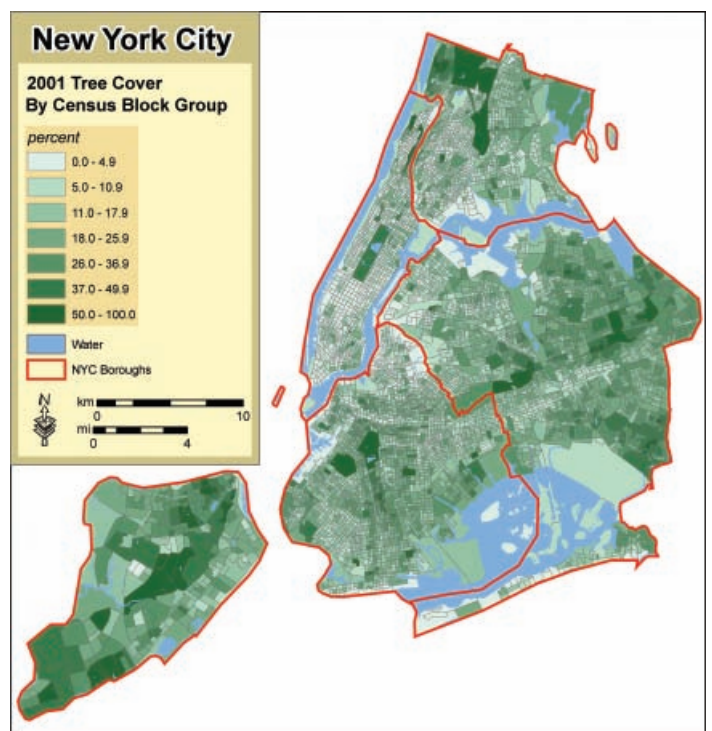 New York City
2001 Tree Cover
By Census Block Group
percent
0.0 - 4.9
5.0 - 10.9
11.0 - 17.9
18.0 - 25.9
26.0 - 36.9
37.0 - 49.9
50.0 - 100.0
Water
NYC Boroughs
N
km
0 10
mi
0 4